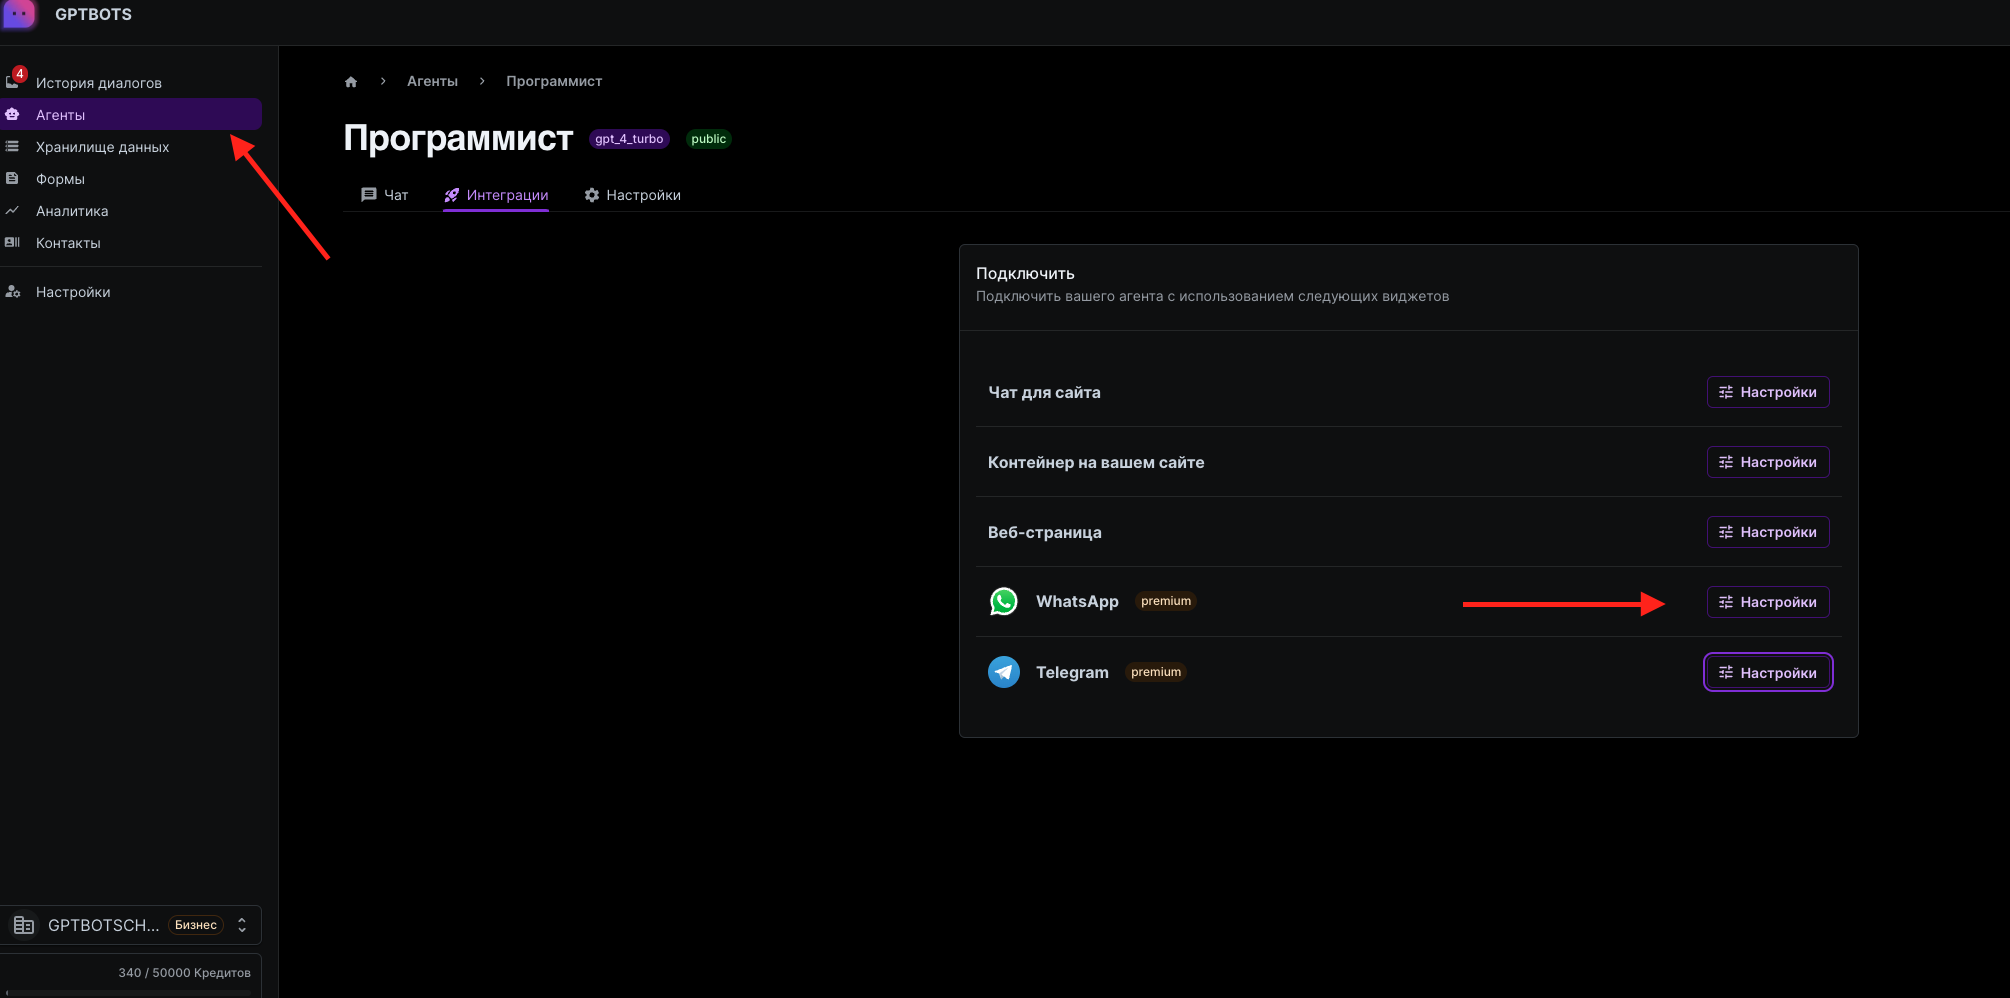 GPTBOTS
4
История диалогов
Агенты
Хранилище данных
Формы
Аналитика
Контакты
Настройки
GPTBOTSCH... Бизнес
340 / 50000 Кредитов
Агенты Программист
Программист gpt_4_turbo public
Чат Интеграции Настройки
Подключить
Подключить вашего агента с использованием следующих виджетов
Чат для сайта Настройки
Контейнер на вашем сайте Настройки
Веб-страница Настройки
WhatsApp premium Настройки
Telegram premium Настройки